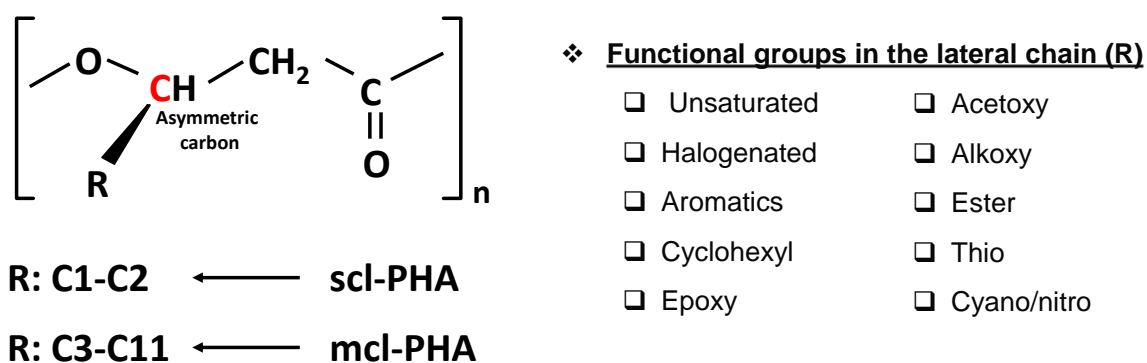 O
CH
CH₂
C
O
Asymmetric
carbon
R
n
R: C1-C2 ← scl-PHA
R: C3-C11 ← mcl-PHA
❖ Functional groups in the lateral chain (R)
❑ Unsaturated
❑ Halogenated
❑ Aromatics
❑ Cyclohexyl
❑ Epoxy
❑ Acetoxy
❑ Alkoxy
❑ Ester
❑ Thio
❑ Cyano/nitro